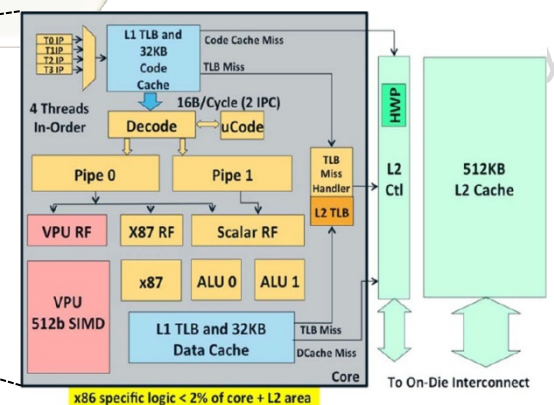 T0 IP
T1 IP
T2 IP
T3 IP
L1 TLB and
32KB
Code
Cache
Code Cache Miss
TLB Miss
4 Threads
In-Order
16B/Cycle (2 IPC)
Decode
uCode
Pipe 0
Pipe 1
TLB
Miss
Handler
L2 TLB
HWP
L2
Ctl
512KB
L2 Cache
VPU RF
X87 RF
Scalar RF
VPU
512b SIMD
x87
ALU 0
ALU 1
L1 TLB and 32KB
Data Cache
TLB Miss
DCache Miss
Core
To On-Die Interconnect
x86 specific logic < 2% of core + L2 area